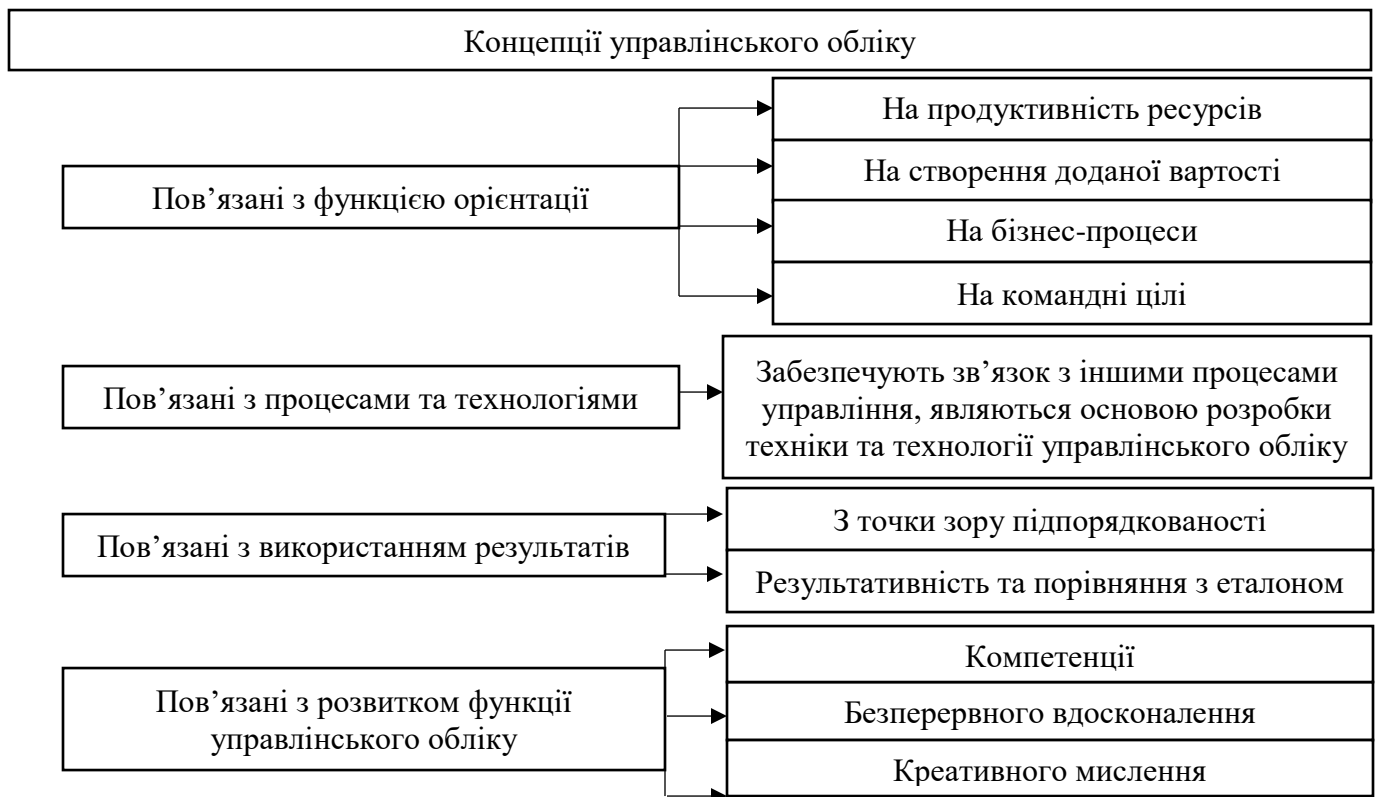 Концепції управлінського обліку
На продуктивність ресурсів
На створення доданої вартості
Пов’язані з функцією орієнтації
На бізнес-процеси
На командні цілі
Забезпечують зв’язок з іншими процесами
Пов’язані з процесами та технологіями
управління, являються основою розробки
техніки та технології управлінського обліку
З точки зору підпорядкованості
Пов’язані з використанням результатів
Результативність та порівняння з еталоном
Компетенції
Пов’язані з розвитком функції
управлінського обліку
Безперервного вдосконалення
Креативного мислення